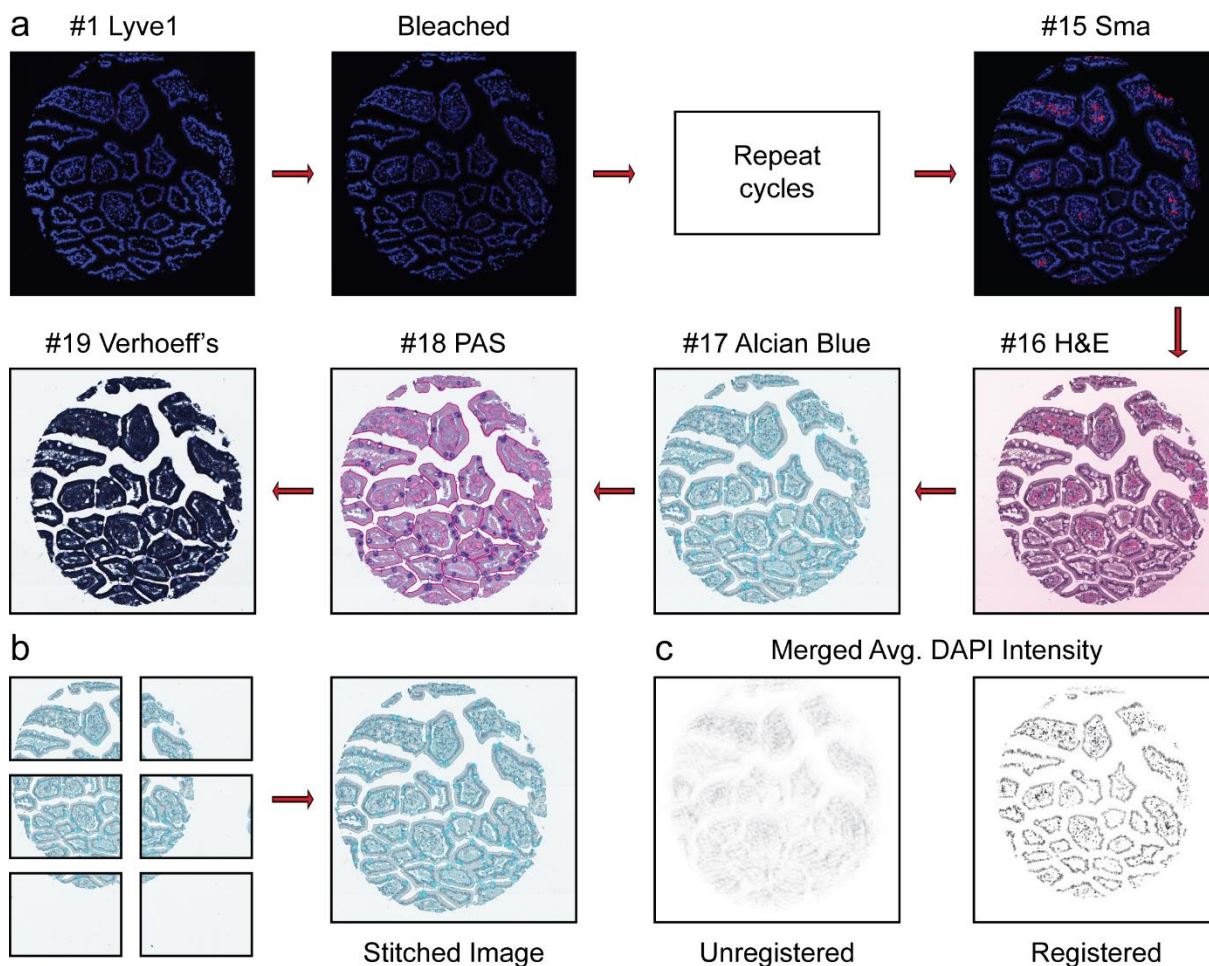 a
#1 Lyve1
Bleached
#15 Sma
Repeat
cycles
#19 Verhoeff’s
#18 PAS
#17 Alcian Blue
#16 H&E
b
c
Merged Avg. DAPI Intensity
Stitched Image
Unregistered
Registered